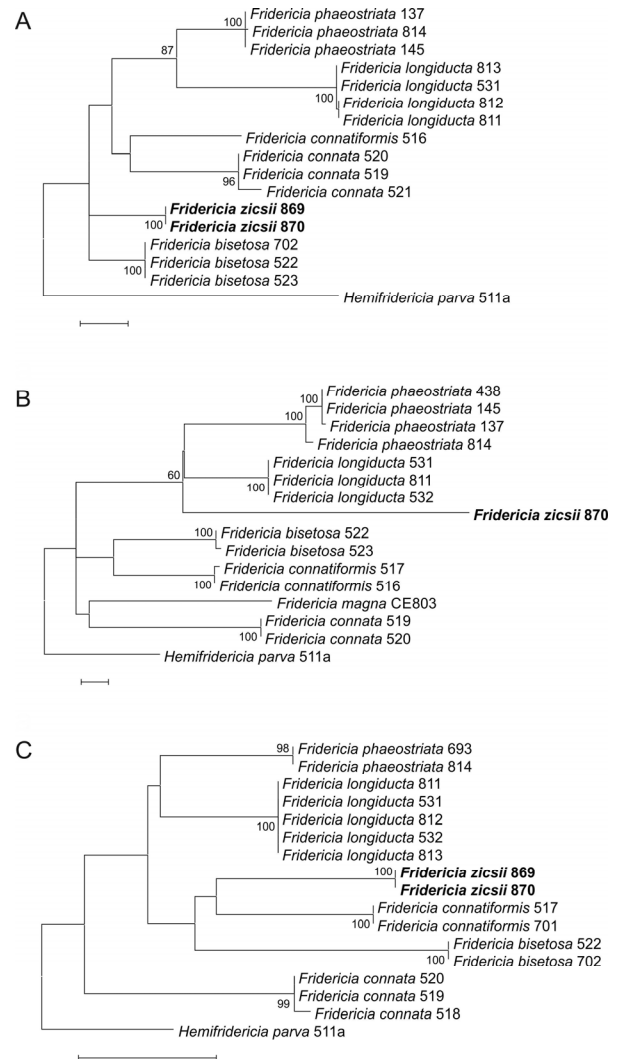 A
Fridericia phaeostriata 137
100
Fridericia phaeostriata 814
Fridericia phaeostriata 145
87
Fridericia longiducta 813
Fridericia longiducta 531
100
Fridericia longiducta 812
Fridericia longiducta 811
Fridericia connatiformis 516
Fridericia connata 520
Fridericia connata 519
96
Fridericia connata 521
Fridericia zicsii 869
100
Fridericia zicsii 870
Fridericia bisetosa 702
Fridericia bisetosa 522
100
Fridericia bisetosa 523
Hemifridericia parva 511a
B
Fridericia phaeostriata 438
100
Fridericia phaeostriata 145
100
Fridericia phaeostriata 137
Fridericia phaeostriata 814
Fridericia longiducta 531
60
Fridericia longiducta 811
100
Fridericia longiducta 532
Fridericia zicsii 870
100
Fridericia bisetosa 522
Fridericia bisetosa 523
Fridericia connatiformis 517
100
Fridericia connatiformis 516
Fridericia magna CE803
Fridericia connata 519
100
Fridericia connata 520
Hemifridericia parva 511a
C
98
Fridericia phaeostriata 693
Fridericia phaeostriata 814
Fridericia longiducta 811
Fridericia longiducta 531
Fridericia longiducta 812
100
Fridericia longiducta 532
Fridericia longiducta 813
100
Fridericia zicsii 869
Fridericia zicsii 870
Fridericia connatiformis 517
100
Fridericia connatiformis 701
Fridericia bisetosa 522
100
Fridericia bisetosa 702
Fridericia connata 520
Fridericia connata 519
99
Fridericia connata 518
Hemifridericia parva 511a